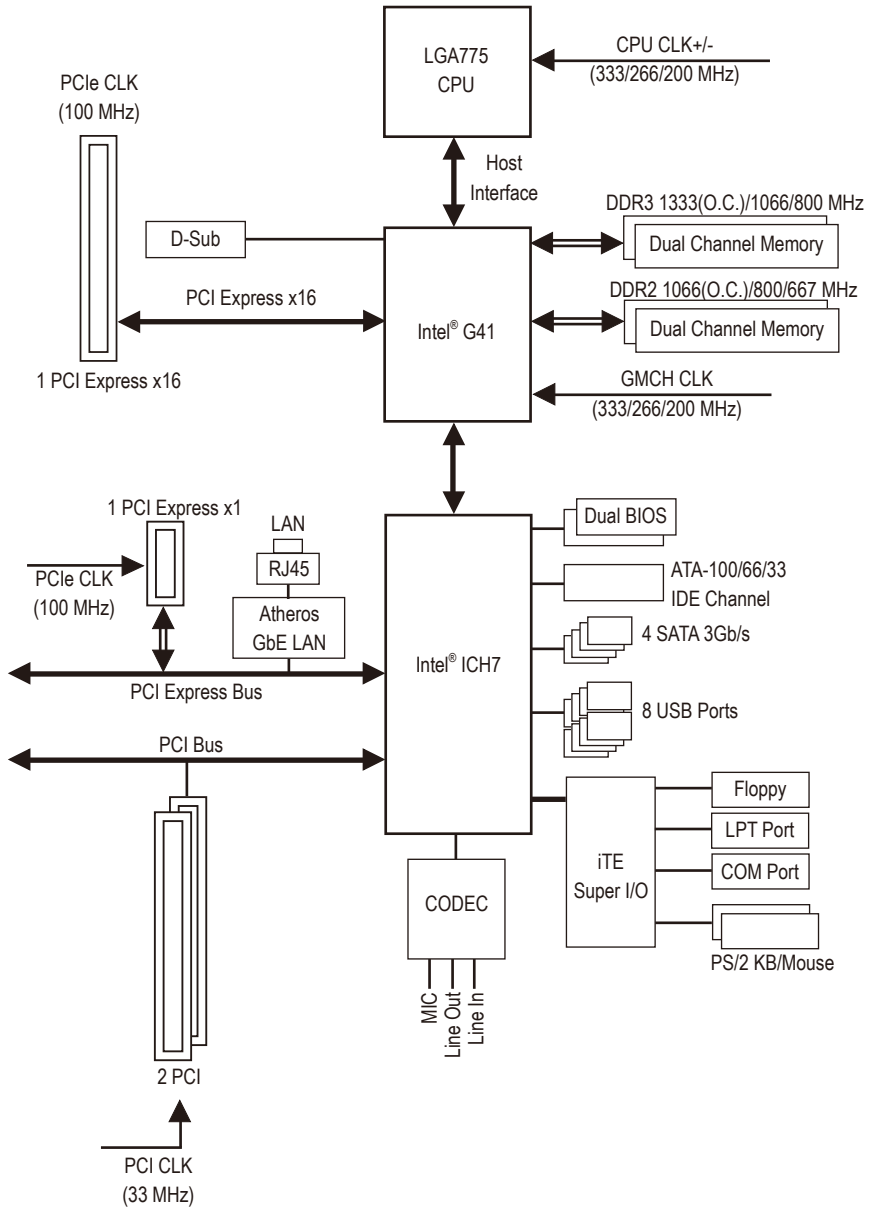 LGA775
CPU
CPU CLK+/-
(333/266/200 MHz)
PCIe CLK
(100 MHz)
Host
Interface
DDR3 1333(O.C.)/1066/800 MHz
Dual Channel Memory
D-Sub
PCI Express x16
DDR2 1066(O.C.)/800/667 MHz
Dual Channel Memory
Intel® G41
1 PCI Express x16
GMCH CLK
(333/266/200 MHz)
1 PCI Express x1
LAN
RJ45
PCIe CLK
(100 MHz)
Atheros
GbE LAN
PCI Express Bus
Intel® ICH7
Dual BIOS
ATA-100/66/33
IDE Channel
4 SATA 3Gb/s
8 USB Ports
PCI Bus
iTE
Super I/O
Floppy
LPT Port
COM Port
PS/2 KB/Mouse
CODEC
MIC
Line Out
Line In
2 PCI
PCI CLK
(33 MHz)